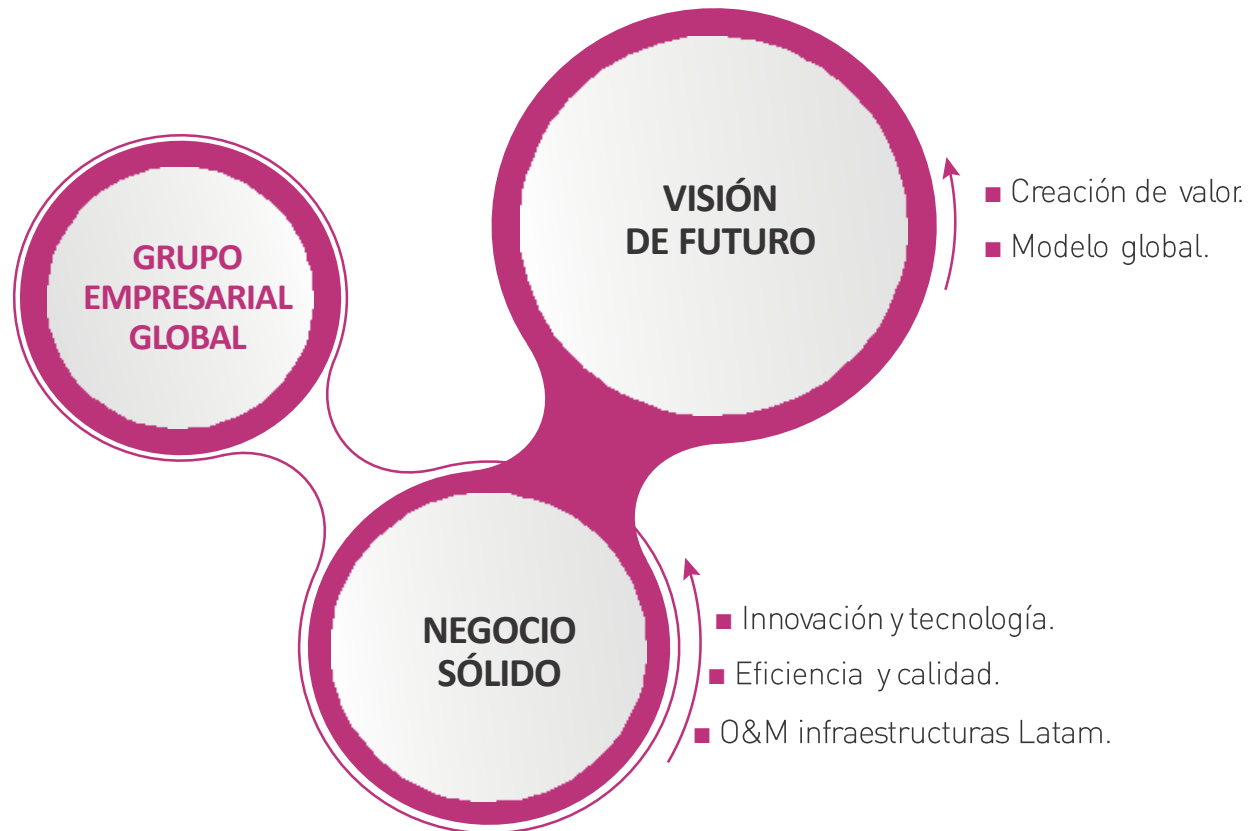 GRUPO
EMPRESARIAL
GLOBAL
VISIÓN
DE FUTURO
■ Creación de valor.
■ Modelo global.
NEGOCIO
SÓLIDO
■ Innovación y tecnología.
■ Eficiencia y calidad.
■ O&M infraestructuras Latam.